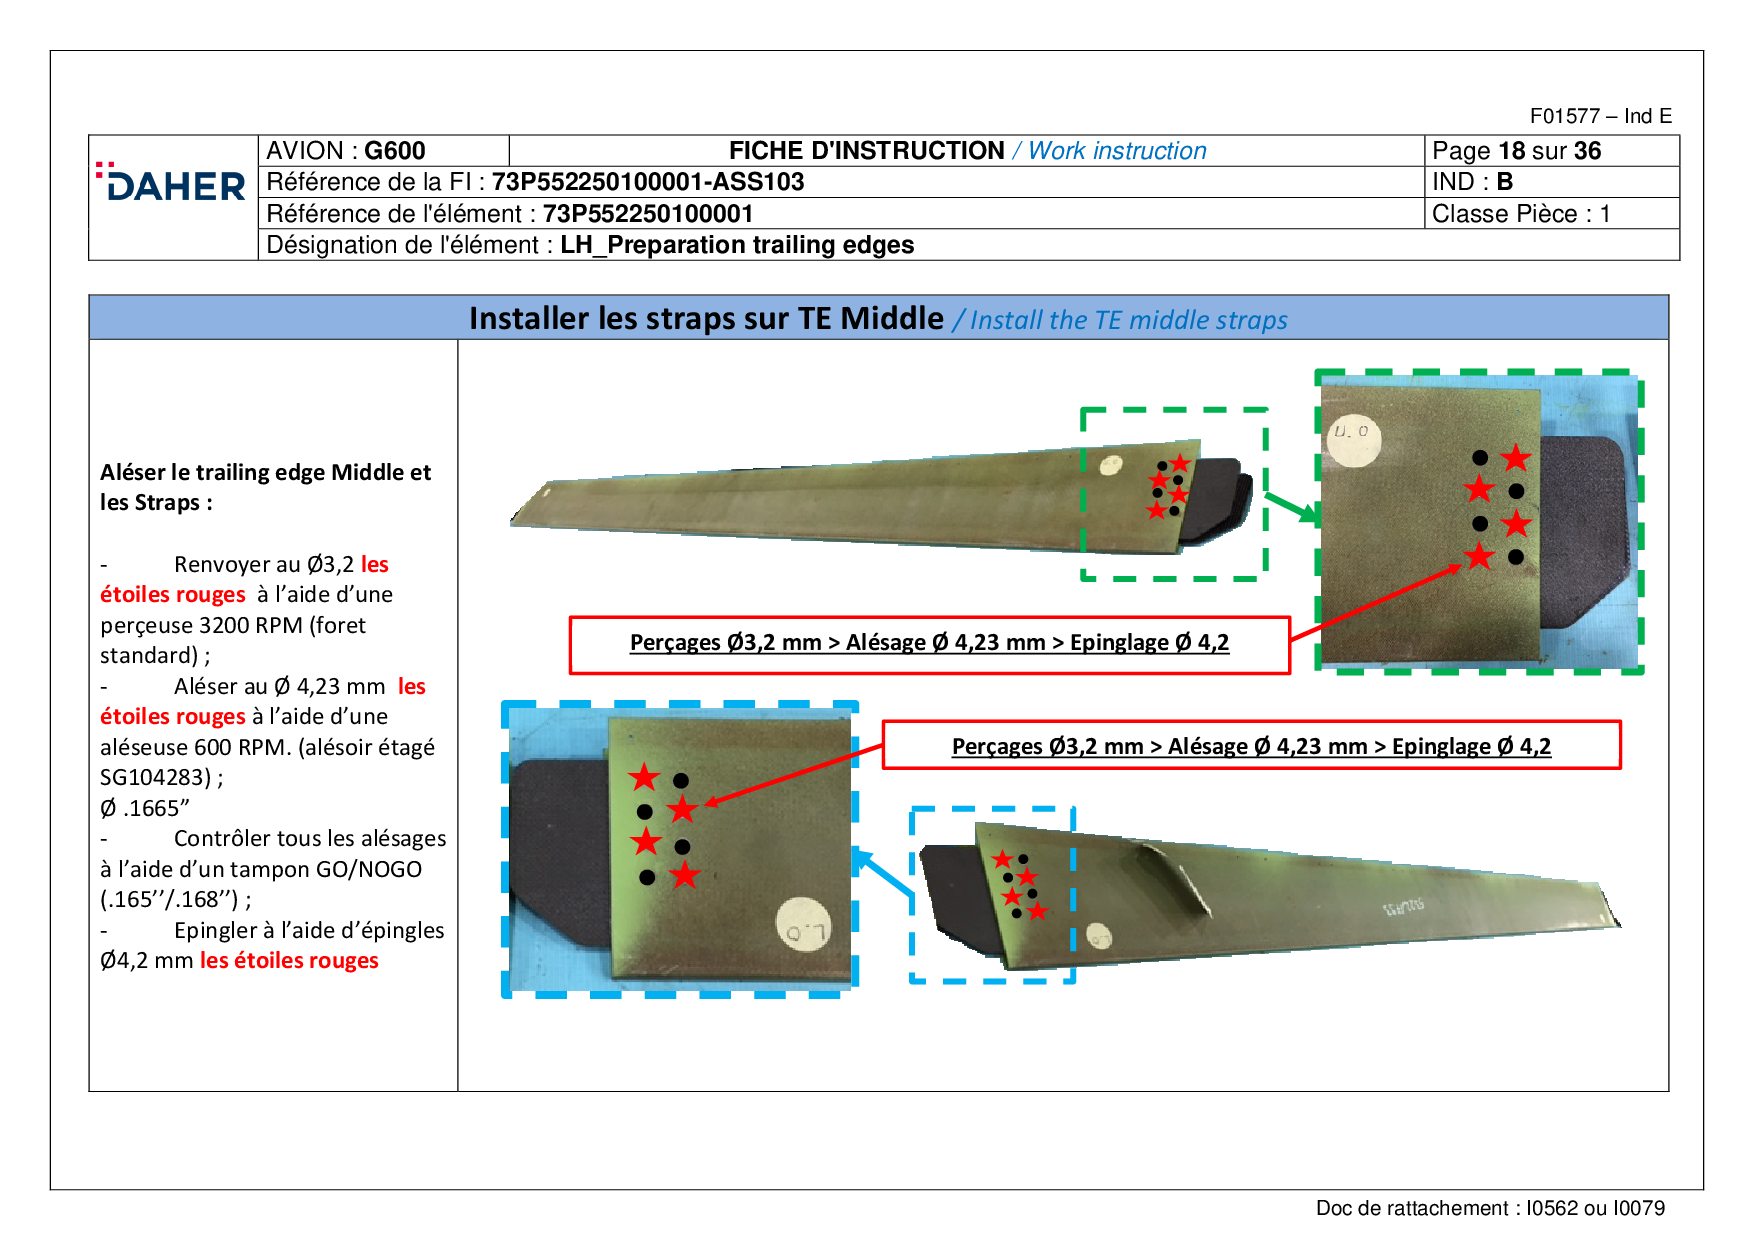 F01577 – Ind E
DAHER
AVION : G600
FICHE D'INSTRUCTION / Work instruction
Page 18 sur 36
Référence de la FI : 73P552250100001-ASS103
IND : B
Référence de l'élément : 73P552250100001
Classe Pièce : 1
Désignation de l'élément : LH_Preparation trailing edges
Installer les straps sur TE Middle / Install the TE middle straps
Aléser le trailing edge Middle et
les Straps :
- Renvoyer au Ø3,2 les
étoiles rouges à l’aide d’une
perçeuse 3200 RPM (foret
standard) ;
- Aléser au Ø 4,23 mm les
étoiles rouges à l’aide d’une
aléseuse 600 RPM. (alésoir étagé
SG104283) ;
Ø .1665”
- Contrôler tous les alésages
à l’aide d’un tampon GO/NOGO
(.165’’/.168’’) ;
- Epingler à l’aide d’épingles
Ø4,2 mm les étoiles rouges
Perçages Ø3,2 mm > Alésage Ø 4,23 mm > Epinglage Ø 4,2
Perçages Ø3,2 mm > Alésage Ø 4,23 mm > Epinglage Ø 4,2
Doc de rattachement : I0562 ou I0079